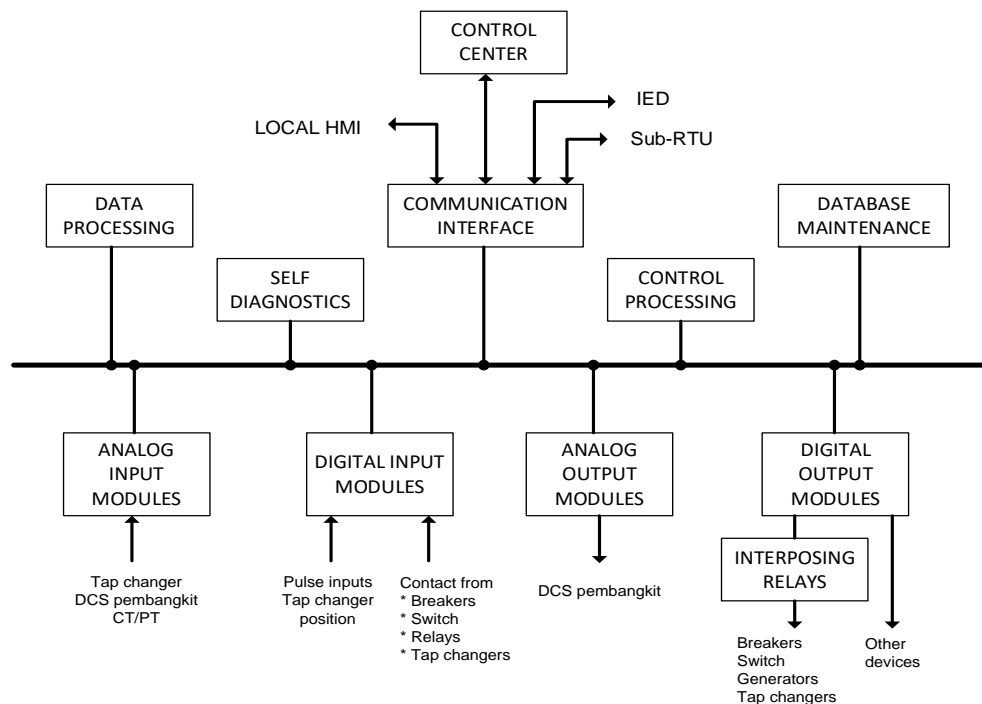 CONTROL
CENTER
LOCAL HMI
IED
Sub-RTU
DATA
PROCESSING
COMMUNICATION
INTERFACE
DATABASE
MAINTENANCE
SELF
DIAGNOSTICS
CONTROL
PROCESSING
ANALOG
INPUT
MODULES
DIGITAL INPUT
MODULES
ANALOG
OUTPUT
MODULES
DIGITAL
OUTPUT
MODULES
INTERPOSING
RELAYS
Tap changer
DCS pembangkit
CT/PT
Pulse inputs
Tap changer
position
Contact from
* Breakers
* Switch
* Relays
* Tap changers
DCS pembangkit
Breakers
Switch
Generators
Tap changers
Other
devices